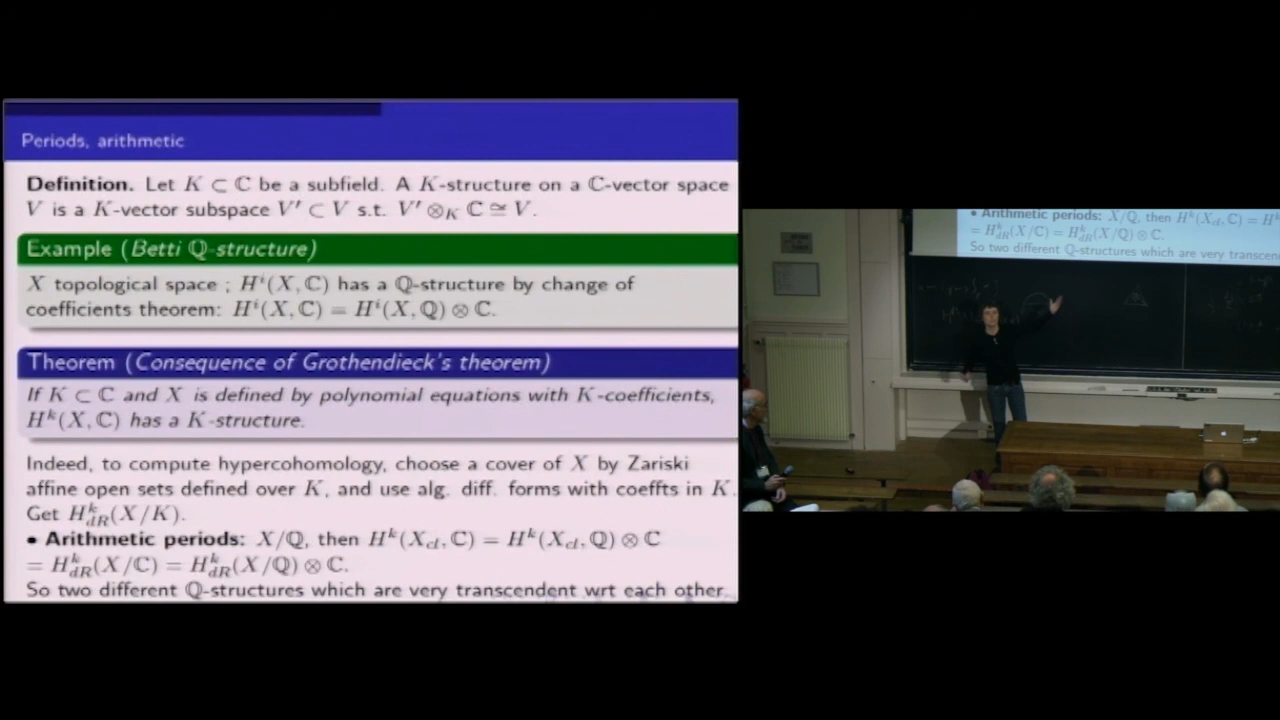 Periods, arithmetic
Definition. Let K ⊂ ℂ be a subfield. A K-structure on a ℂ-vector space
V is a K-vector subspace V′ ⊂ V s.t. V′ ⊗_K ℂ ≅ V.
Example (Betti ℚ-structure)
X topological space ; H^i(X, ℂ) has a ℚ-structure by change of
coefficients theorem: H^i(X, ℂ) = H^i(X, ℚ) ⊗ ℂ.
Theorem (Consequence of Grothendieck's theorem)
If K ⊂ ℂ and X is defined by polynomial equations with K-coefficients,
H^k(X, ℂ) has a K-structure.
Indeed, to compute hypercohomology, choose a cover of X by Zariski
affine open sets defined over K, and use alg. diff. forms with coeffts in K.
Get H^k_{dR}(X/K).
• Arithmetic periods: X/ℚ, then H^k(X_{cl}, ℂ) = H^k(X_{cl}, ℚ) ⊗ ℂ
= H^k_{dR}(X/ℂ) = H^k_{dR}(X/ℚ) ⊗ ℂ.
So two different ℚ-structures which are very transcendent wrt each other
• Arithmetic periods: X/ℚ, then H^k(X_{cl}, ℂ) = H^k
= H^k_{dR}(X/ℂ) = H^k_{dR}(X/ℚ) ⊗ ℂ.
So two different ℚ-structures which are very transcen